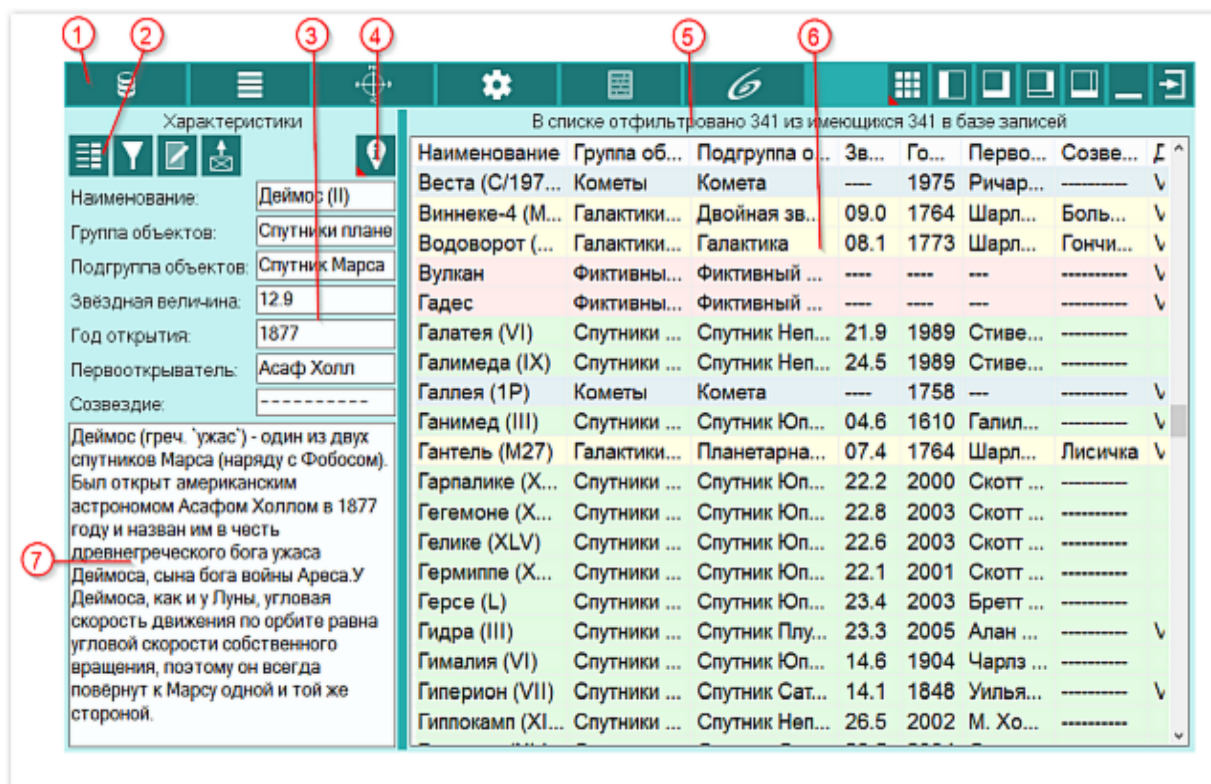 1 2 3 4 5 6
Характеристики
В списке отфильтровано 341 из имеющихся 341 в базе записей
Наименование: Деймос (II)
Группа объектов: Спутники плане
Подгруппа объектов: Спутник Марса
Звёздная величина: 12.9
Год открытия: 1877
Первооткрыватель: Асаф Холл
Созвездие: ----------
Деймос (греч. `ужас`) - один из двух
спутников Марса (наряду с Фобосом).
Был открыт американским
астрономом Асафом Холлом в 1877
году и назван им в честь
древнегреческого бога ужаса
Деймоса, сына бога войны Ареса.У
Деймоса, как и у Луны, угловая
скорость движения по орбите равна
угловой скорости собственного
вращения, поэтому он всегда
повёрнут к Марсу одной и той же
стороной.
7
Наименование Группа об... Подгруппа о... Зв... Го... Перво... Созве... Д
Веста (C/197... Кометы Комета ---- 1975 Ричар... ---------- V
Виннеке-4 (М... Галактики... Двойная зв... 09.0 1764 Шарл... Боль... V
Водоворот (... Галактики... Галактика 08.1 1773 Шарл... Гончи... V
Вулкан Фиктивны... Фиктивный ... ---- ---- --- ---------- V
Гадес Фиктивны... Фиктивный ... ---- ---- --- ---------- V
Галатея (VI) Спутники ... Спутник Неп... 21.9 1989 Стиве... ----------
Галимеда (IX) Спутники ... Спутник Неп... 24.5 1989 Стиве... ----------
Галлея (1P) Кометы Комета ---- 1758 --- ---------- V
Ганимед (III) Спутники ... Спутник Юп... 04.6 1610 Галил... ---------- V
Гантель (M27) Галактики... Планетарна... 07.4 1764 Шарл... Лисичка V
Гарпалике (X... Спутники ... Спутник Юп... 22.2 2000 Скотт ... ----------
Гегемоне (X... Спутники ... Спутник Юп... 22.8 2003 Скотт ... ----------
Гелике (XLV) Спутники ... Спутник Юп... 22.6 2003 Скотт ... ----------
Гермиппе (X... Спутники ... Спутник Юп... 22.1 2001 Скотт ... ----------
Герсе (L) Спутники ... Спутник Юп... 23.4 2003 Бретт ... ----------
Гидра (III) Спутники ... Спутник Плу... 23.3 2005 Алан ... ---------- V
Гималия (VI) Спутники ... Спутник Юп... 14.6 1904 Чарлз ... ----------
Гиперион (VII) Спутники ... Спутник Сат... 14.1 1848 Уилья... ---------- V
Гиппокамп (XI... Спутники ... Спутник Неп... 26.5 2002 М. Хо... ----------